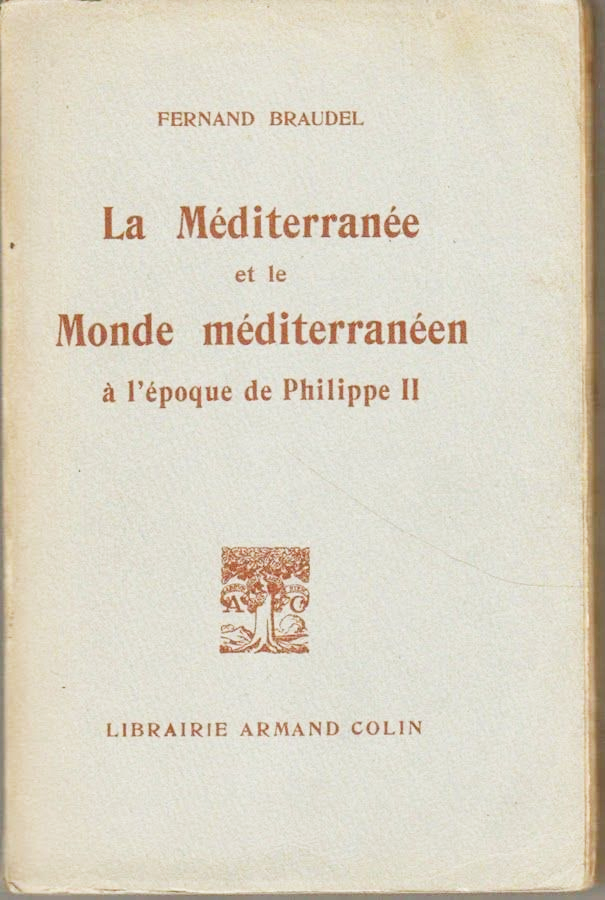 FERNAND BRAUDEL
La Méditerranée
et le
Monde méditerranéen
à l'époque de Philippe II
A C
LIBRAIRIE ARMAND COLIN